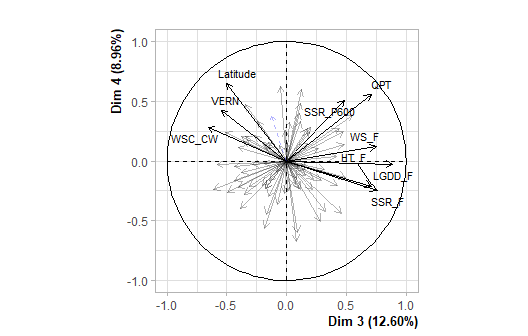 1.0
Latitude
QPT
VERN
0.5
SSR_P600
WSC_CW
WS_F
HT_F
0.0
LGDD_F
SSR_F
-0.5
-1.0
-1.0 -0.5 0.0 0.5 1.0
Dim 3 (12.60%)
Dim 4 (8.96%)